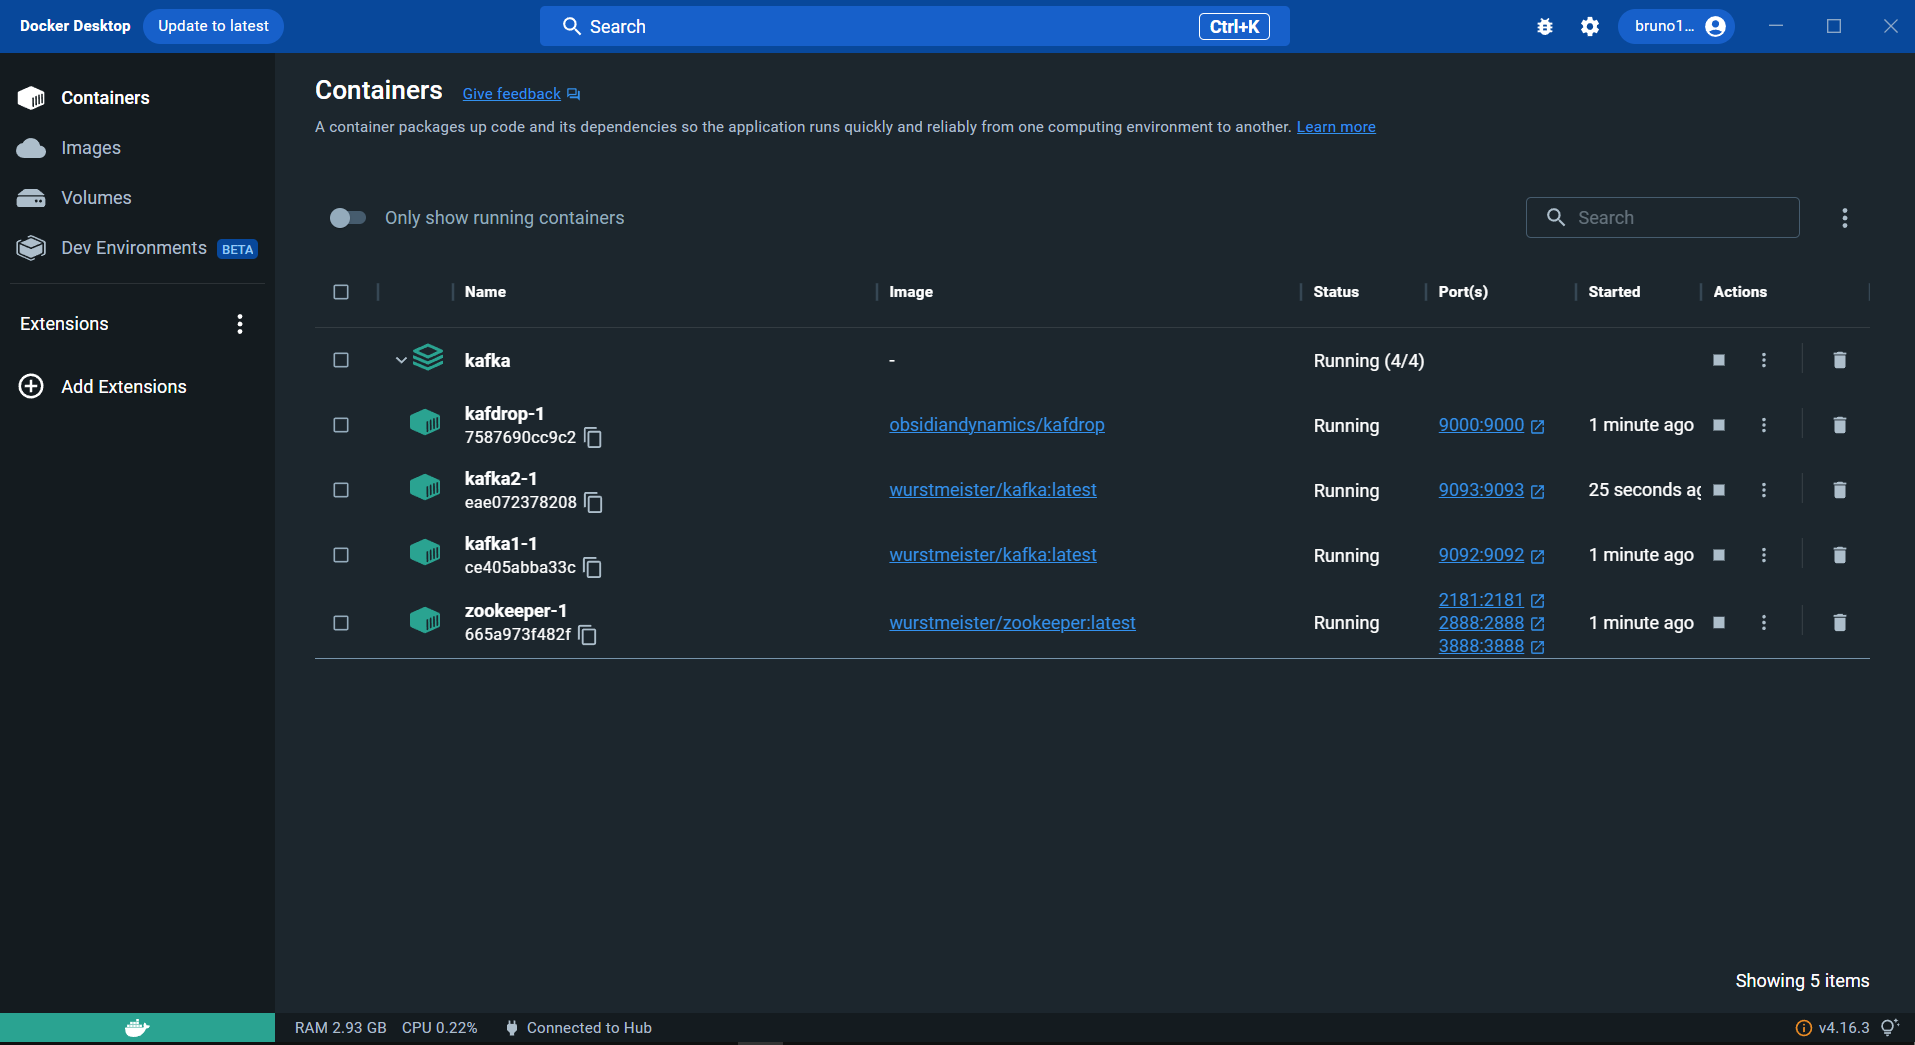 Docker Desktop
Update to latest
Search
Ctrl+K
bruno1...
Containers
Images
Volumes
Dev Environments BETA
Extensions
Add Extensions
Containers Give feedback
A container packages up code and its dependencies so the application runs quickly and reliably from one computing environment to another. Learn more
Only show running containers
Search
Name Image Status Port(s) Started Actions
kafka - Running (4/4)
kafdrop-1
7587690cc9c2
obsidiandynamics/kafdrop Running 9000:9000 1 minute ago
kafka2-1
eae072378208
wurstmeister/kafka:latest Running 9093:9093 25 seconds ag
kafka1-1
ce405abba33c
wurstmeister/kafka:latest Running 9092:9092 1 minute ago
zookeeper-1
665a973f482f
wurstmeister/zookeeper:latest Running
2181:2181
2888:2888
3888:3888
1 minute ago
Showing 5 items
RAM 2.93 GB CPU 0.22% Connected to Hub
v4.16.3